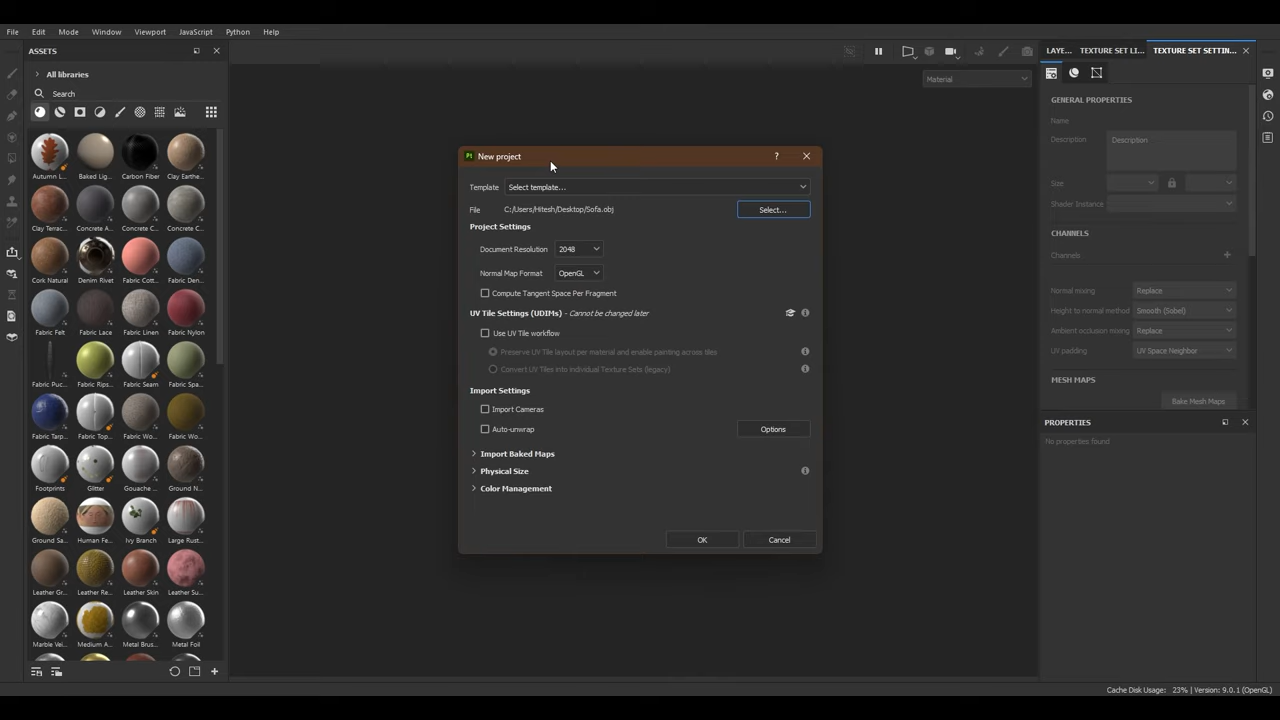 File Edit Mode Window Viewport JavaScript Python Help
ASSETS
All libraries
Search
Autumn L... Baked Lig... Carbon Fiber Clay Earthe...
Clay Terrac... Concrete A... Concrete C... Concrete C...
Cork Natural Denim Rivet Fabric Cott... Fabric Den...
Fabric Felt Fabric Lace Fabric Linen Fabric Nylon
Fabric Puc... Fabric Rips... Fabric Seam Fabric Spa...
Fabric Tarp... Fabric Top... Fabric Wo... Fabric Wo...
Footprints Glitter Gouache ... Ground N...
Ground Sa... Human Fe... Ivy Branch Large Rust...
Leather Gr... Leather Re... Leather Skin Leather Su...
Marble Vei... Medium A... Metal Brus... Metal Foil
Material
Pt New project ?
Template Select template...
File C:/Users/Hitesh/Desktop/Sofa.obj Select...
Project Settings
Document Resolution 2048
Normal Map Format OpenGL
Compute Tangent Space Per Fragment
UV Tile Settings (UDIMs) - Cannot be changed later
Use UV Tile workflow
Preserve UV Tile layout per material and enable painting across tiles
Convert UV Tiles into individual Texture Sets (legacy)
Import Settings
Import Cameras
Auto-unwrap Options
Import Baked Maps
Physical Size
Color Management
OK Cancel
LAYE... TEXTURE SET LI... TEXTURE SET SETTIN...
GENERAL PROPERTIES
Name
Description Description
Size
Shader Instance
CHANNELS
Channels +
Normal mixing Replace
Height to normal method Smooth (Sobel)
Ambient occlusion mixing Replace
UV padding UV Space Neighbor
MESH MAPS
Bake Mesh Maps
PROPERTIES
No properties found
Cache Disk Usage: 23% | Version: 9.0.1 (OpenGL)